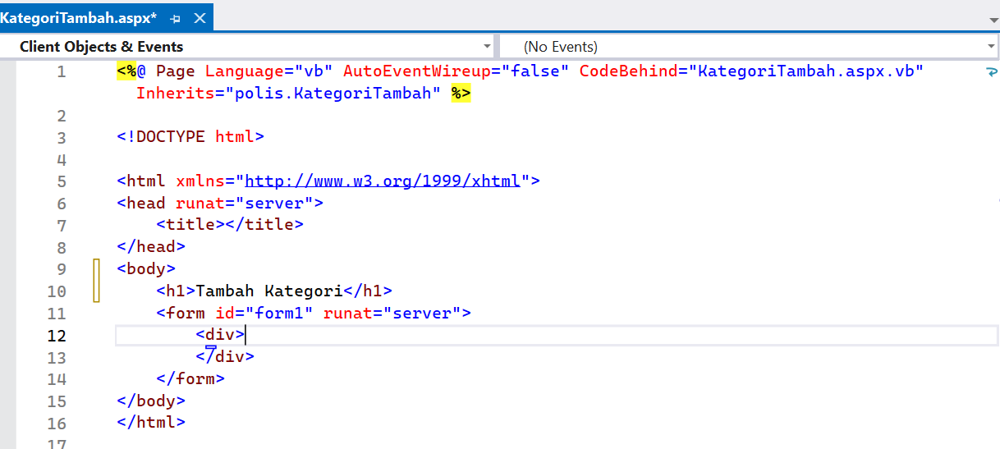 KategoriTambah.aspx*
Client Objects & Events (No Events)
1 <%@ Page Language="vb" AutoEventWireup="false" CodeBehind="KategoriTambah.aspx.vb"
Inherits="polis.KategoriTambah" %>
2
3 <!DOCTYPE html>
4
5 <html xmlns="http://www.w3.org/1999/xhtml">
6 <head runat="server">
7 <title></title>
8 </head>
9 <body>
10 <h1>Tambah Kategori</h1>
11 <form id="form1" runat="server">
12 <div>
13 </div>
14 </form>
15 </body>
16 </html>
17